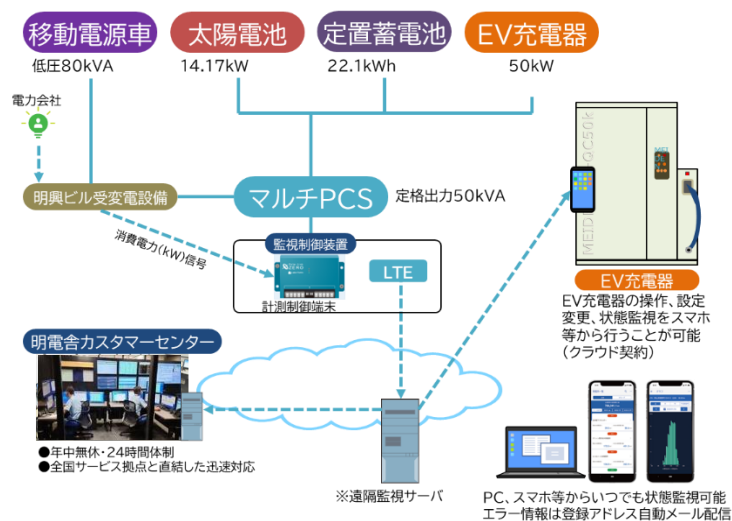 移動電源車
太陽電池
定置蓄電池
EV充電器
低圧80kVA
14.17kW
22.1kWh
50kW
電力会社
明興ビル受変電設備
マルチPCS
定格出力50kVA
消費電力(kW)信号
監視制御装置
ZERO
LTE
計測制御端末
EV充電器
EV充電器の操作、設定
変更、状態監視をスマホ
等から行うことが可能
(クラウド契約)
明電舎カスタマーセンター
●年中無休・24時間体制
●全国サービス拠点と直結した迅速対応
※遠隔監視サーバ
PC、スマホ等からいつでも状態監視可能
エラー情報は登録アドレス自動メール配信